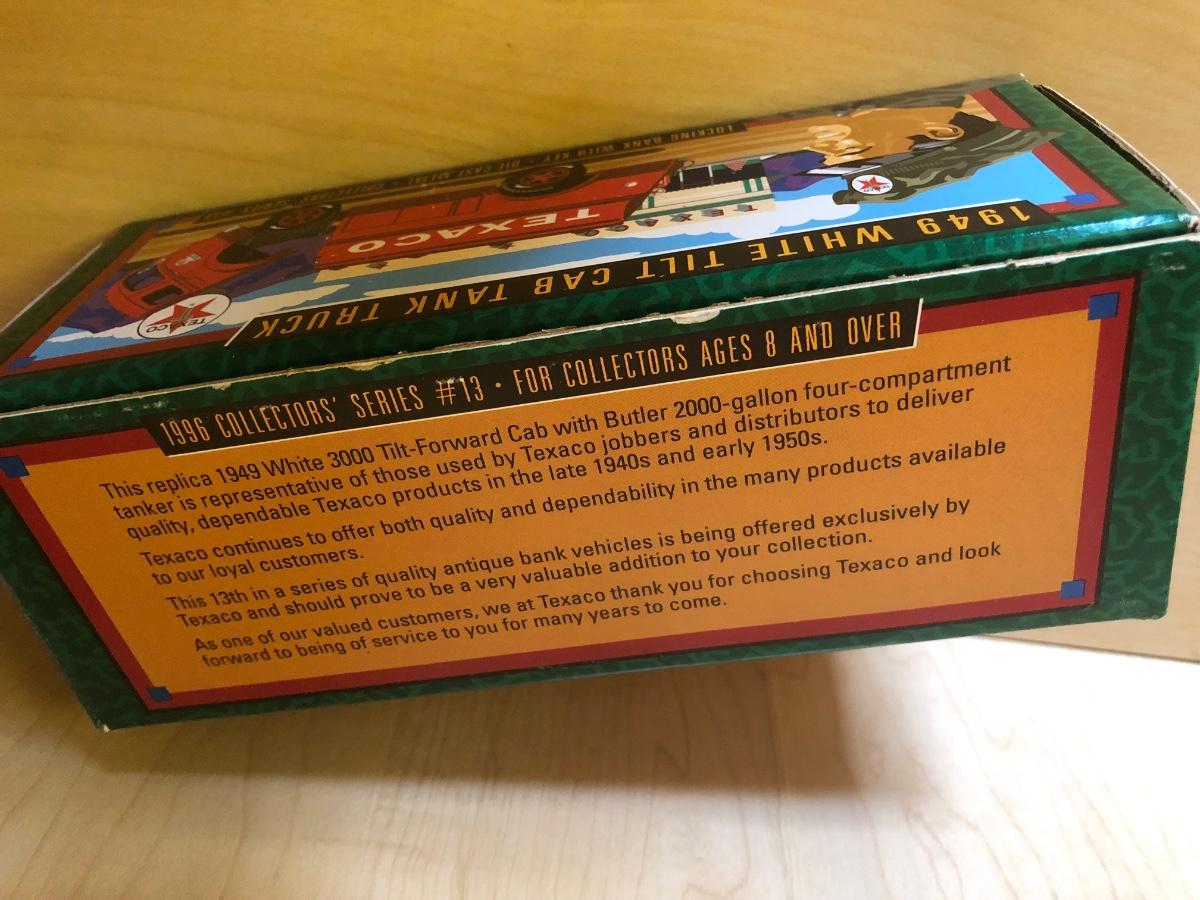 LOCKING BANK WITH KEY • DIE CAST METAL • COLLECTORS'
TEXACO
TEXACO
1949 WHITE TILT CAB TANK TRUCK
1996 COLLECTORS' SERIES #13 • FOR COLLECTORS AGES 8 AND OVER
This replica 1949 White 3000 Tilt-Forward Cab with Butler 2000-gallon four-compartment
tanker is representative of those used by Texaco jobbers and distributors to deliver
quality, dependable Texaco products in the late 1940s and early 1950s.
Texaco continues to offer both quality and dependability in the many products available
to our loyal customers.
This 13th in a series of quality antique bank vehicles is being offered exclusively by
Texaco and should prove to be a very valuable addition to your collection.
As one of our valued customers, we at Texaco thank you for choosing Texaco and look
forward to being of service to you for many years to come.